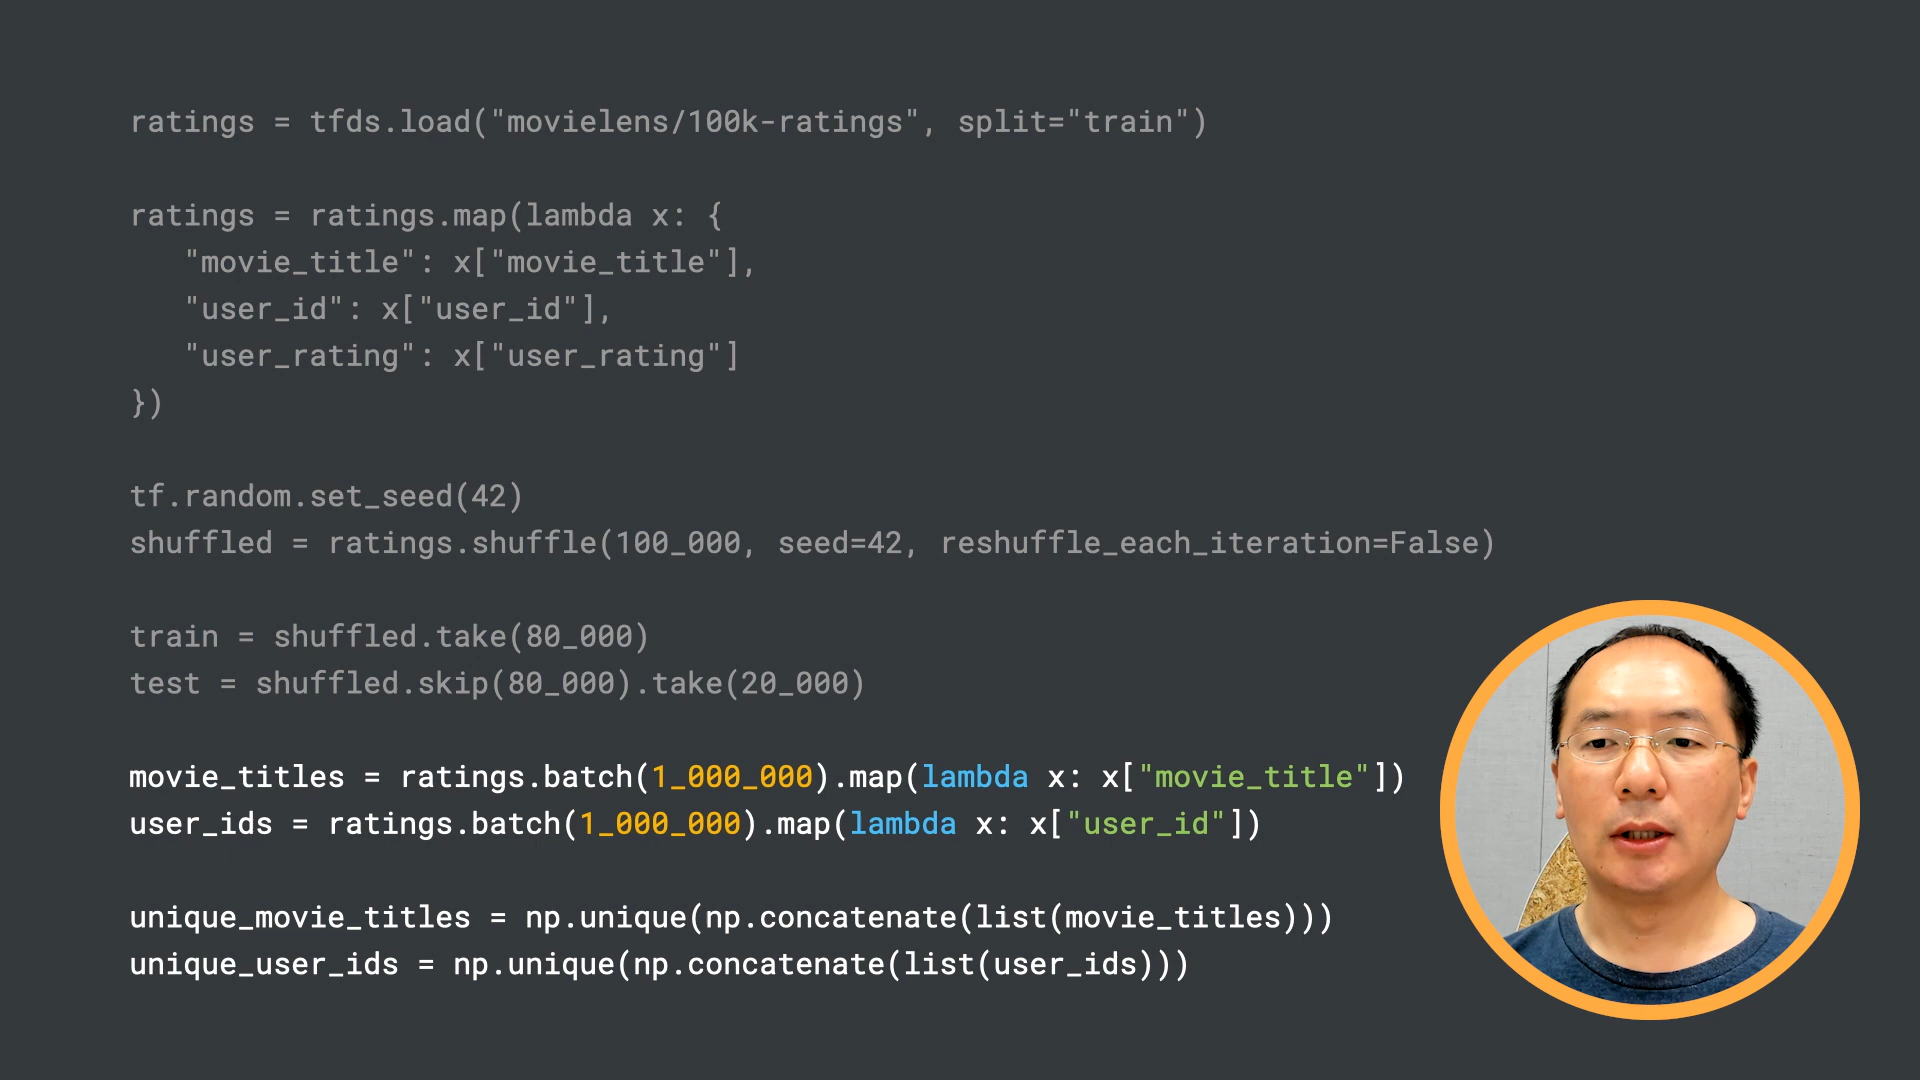 ratings = tfds.load("movielens/100k-ratings", split="train")
ratings = ratings.map(lambda x: {
"movie_title": x["movie_title"],
"user_id": x["user_id"],
"user_rating": x["user_rating"]
})
tf.random.set_seed(42)
shuffled = ratings.shuffle(100_000, seed=42, reshuffle_each_iteration=False)
train = shuffled.take(80_000)
test = shuffled.skip(80_000).take(20_000)
movie_titles = ratings.batch(1_000_000).map(lambda x: x["movie_title"])
user_ids = ratings.batch(1_000_000).map(lambda x: x["user_id"])
unique_movie_titles = np.unique(np.concatenate(list(movie_titles)))
unique_user_ids = np.unique(np.concatenate(list(user_ids)))